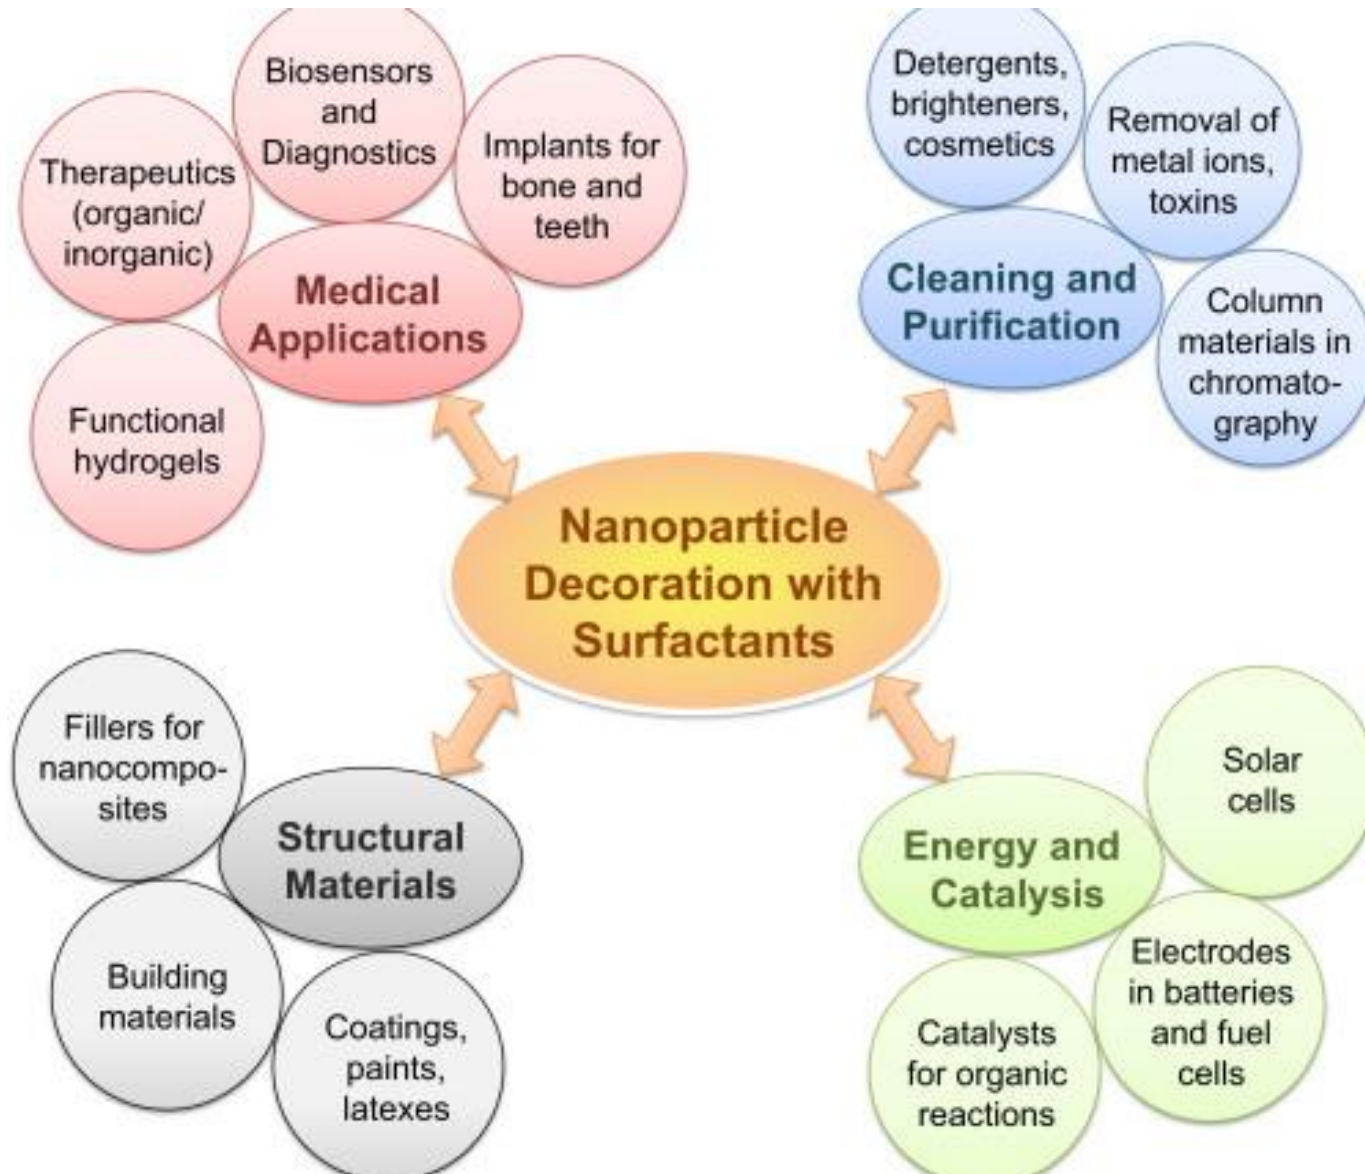 Biosensors
and
Diagnostics
Implants for
bone and
teeth
Therapeutics
(organic/
inorganic)
Medical
Applications
Functional
hydrogels
Detergents,
brighteners,
cosmetics
Removal of
metal ions,
toxins
Cleaning and
Purification
Column
materials in
chromato-
graphy
Nanoparticle
Decoration with
Surfactants
Fillers for
nanocompo-
sites
Structural
Materials
Building
materials
Coatings,
paints,
latexes
Solar
cells
Energy and
Catalysis
Electrodes
in batteries
and fuel
cells
Catalysts
for organic
reactions